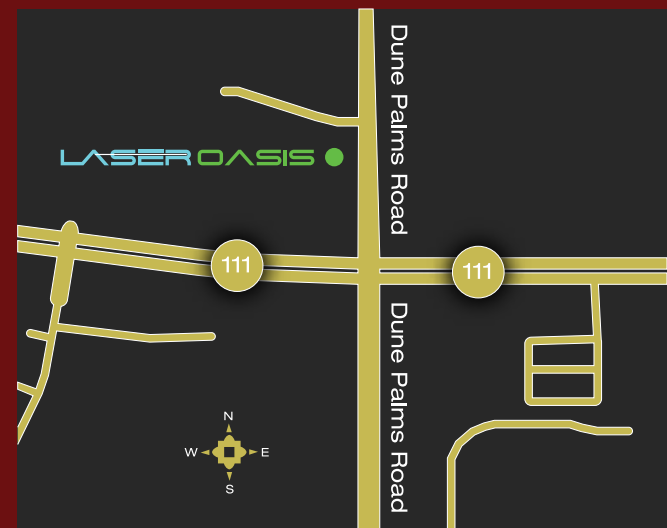 Dune Palms Road
LASER OASIS
111
111
Dune Palms Road
N
W
E
S